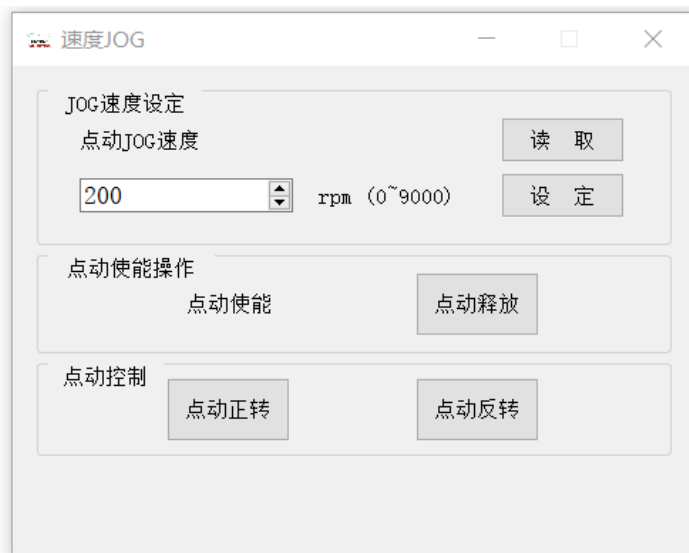 速度JOG
JOG速度设定
点动JOG速度
读 取
200
rpm (0~9000)
设 定
点动使能操作
点动使能
点动释放
点动控制
点动正转
点动反转